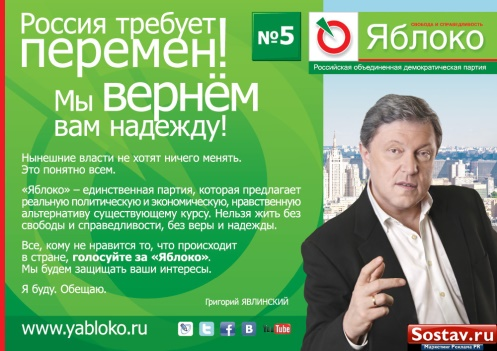 Россия требует
перемен!
Мы вернём
вам надежду!
№5
СВОБОДА И СПРАВЕДЛИВОСТЬ
Яблоко
Российская объединенная демократическая партия
Нынешние власти не хотят ничего менять.
Это понятно всем.
«Яблоко» – единственная партия, которая предлагает
реальную политическую и экономическую, нравственную
альтернативу существующему курсу. Нельзя жить без
свободы и справедливости, без веры и надежды.
Все, кому не нравится то, что происходит
в стране, голосуйте за «Яблоко».
Мы будем защищать ваши интересы.
Я буду. Обещаю.
Григорий ЯВЛИНСКИЙ
www.yabloko.ru
You Tube
Sostav.ru
Маркетинг Реклама PR